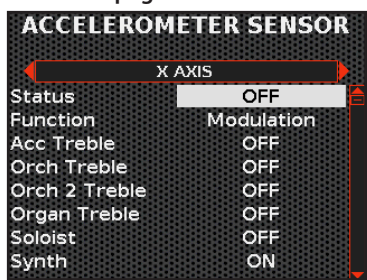 ACCELEROMETER SENSOR
X AXIS
Status OFF
Function Modulation
Acc Treble OFF
Orch Treble OFF
Orch 2 Treble OFF
Organ Treble OFF
Soloist OFF
Synth ON